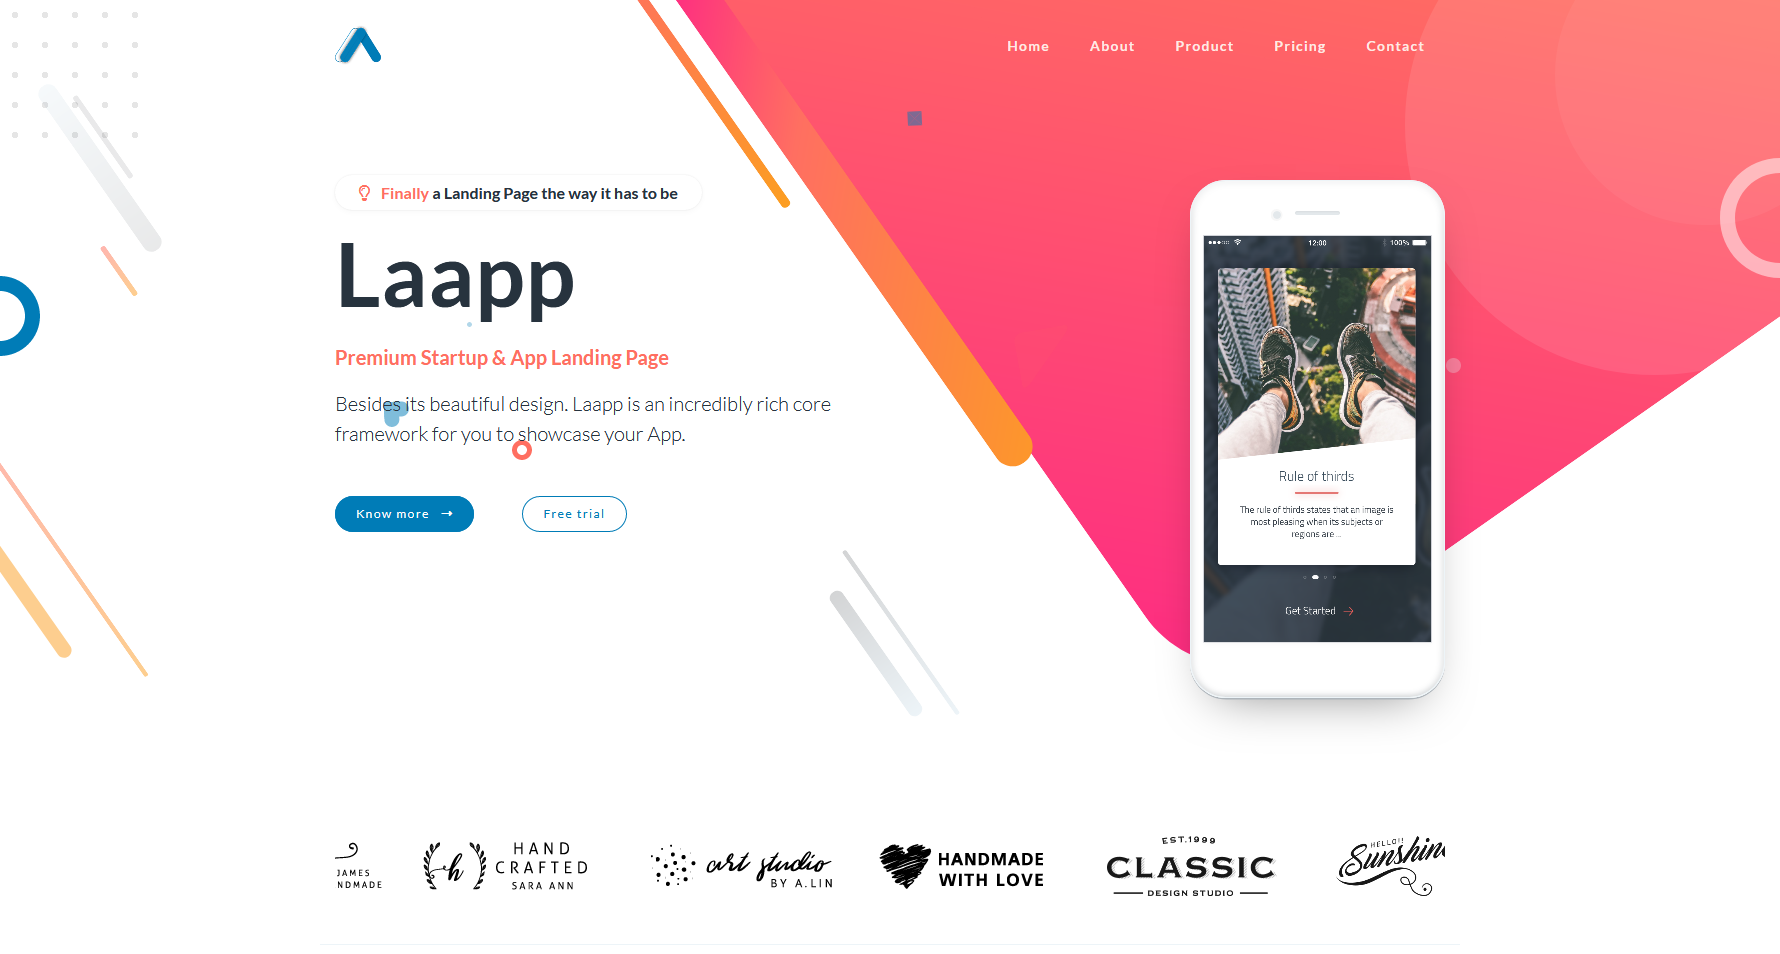 Home About Product Pricing Contact
Finally a Landing Page the way it has to be
Laapp
Premium Startup & App Landing Page
Besides its beautiful design. Laapp is an incredibly rich core
framework for you to showcase your App.
Know more
Free trial
12:00 100%
Rule of thirds
The rule of thirds states that an image is
most pleasing when its subjects or
regions are ...
Get Started
JAMES
NDMADE
HAND
CRAFTED
SARA ANN
h
art studio
BY A.LIN
HANDMADE
WITH LOVE
EST.1999
CLASSIC
DESIGN STUDIO
HELLO!!
Sunshin